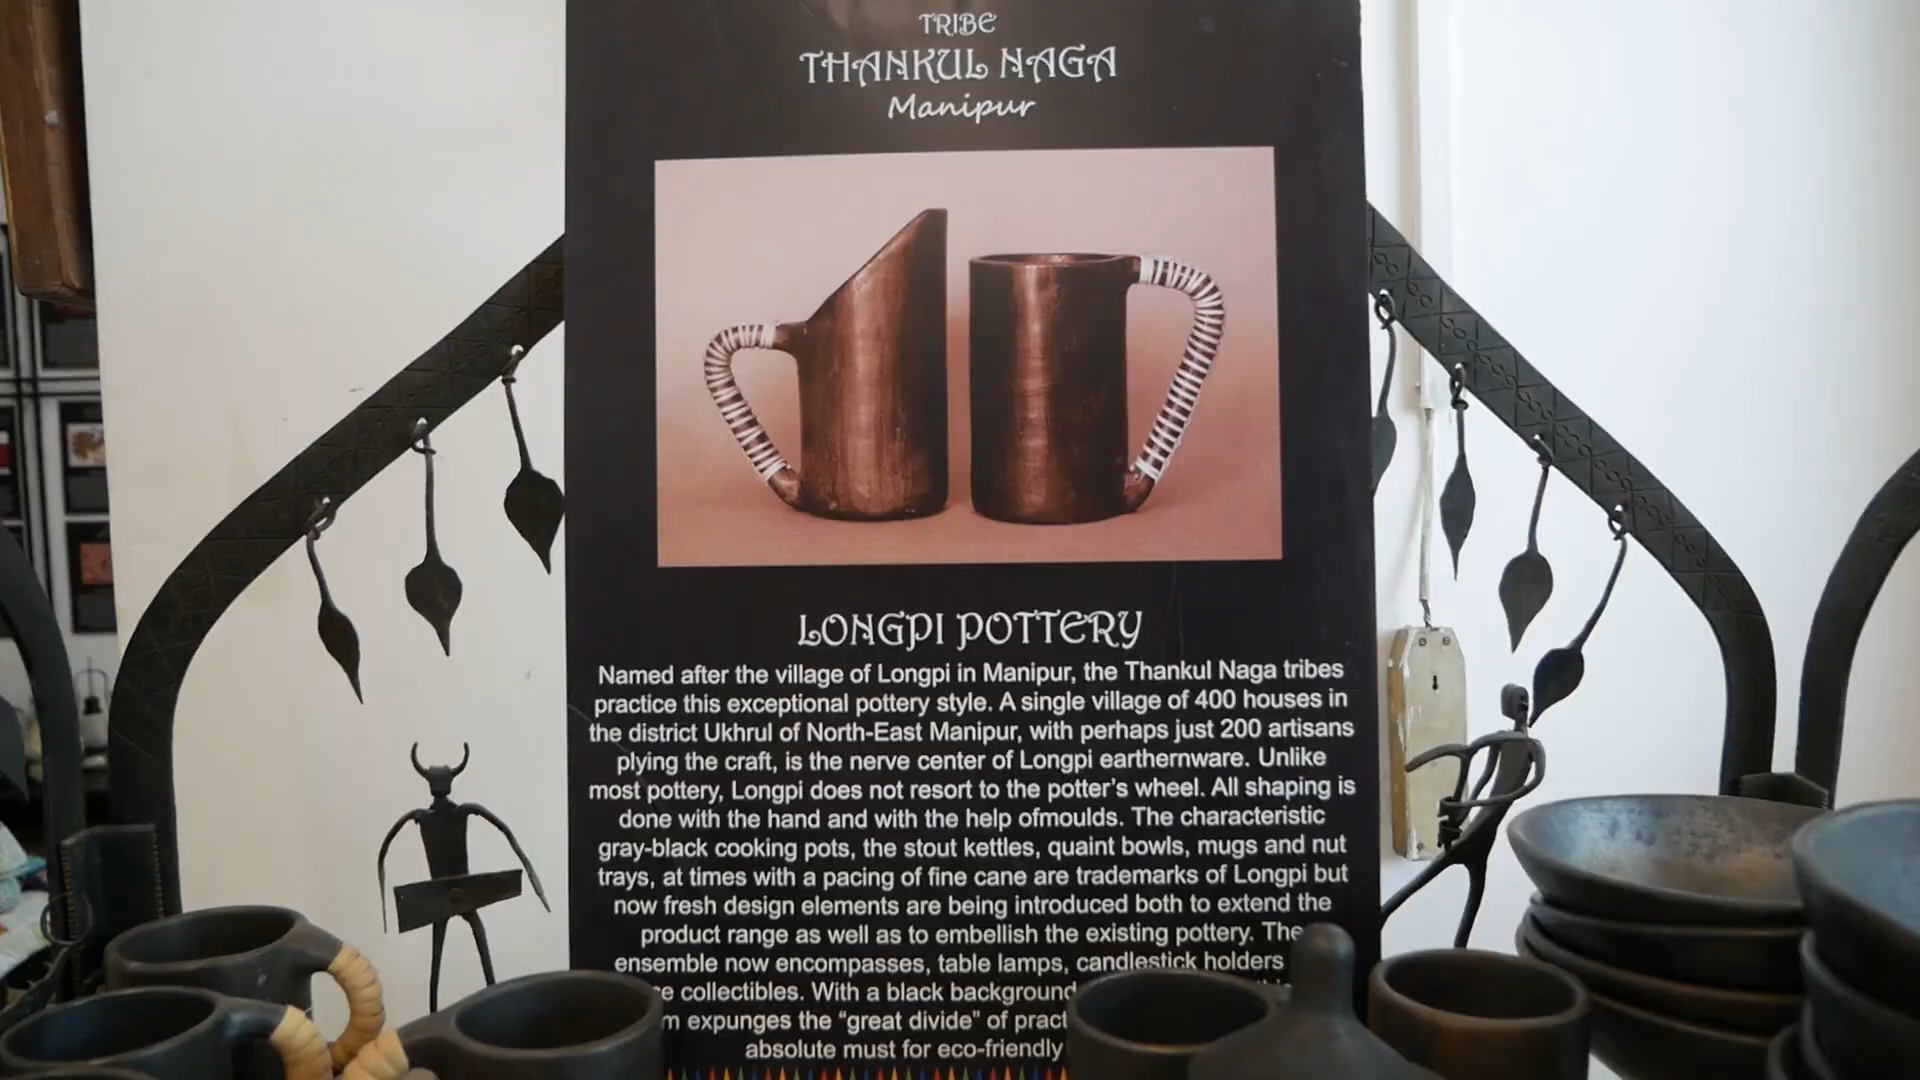 TRIBE
THANKUL NAGA
Manipur
LONGPI POTTERY
Named after the village of Longpi in Manipur, the Thankul Naga tribes
practice this exceptional pottery style. A single village of 400 houses in
the district Ukhrul of North-East Manipur, with perhaps just 200 artisans
plying the craft, is the nerve center of Longpi earthernware. Unlike
most pottery, Longpi does not resort to the potter's wheel. All shaping is
done with the hand and with the help ofmoulds. The characteristic
gray-black cooking pots, the stout kettles, quaint bowls, mugs and nut
trays, at times with a pacing of fine cane are trademarks of Longpi but
now fresh design elements are being introduced both to extend the
product range as well as to embellish the existing pottery. The
ensemble now encompasses, table lamps, candlestick holders
collectibles. With a black background
expunges the “great divide” of
absolute must for eco-friendly